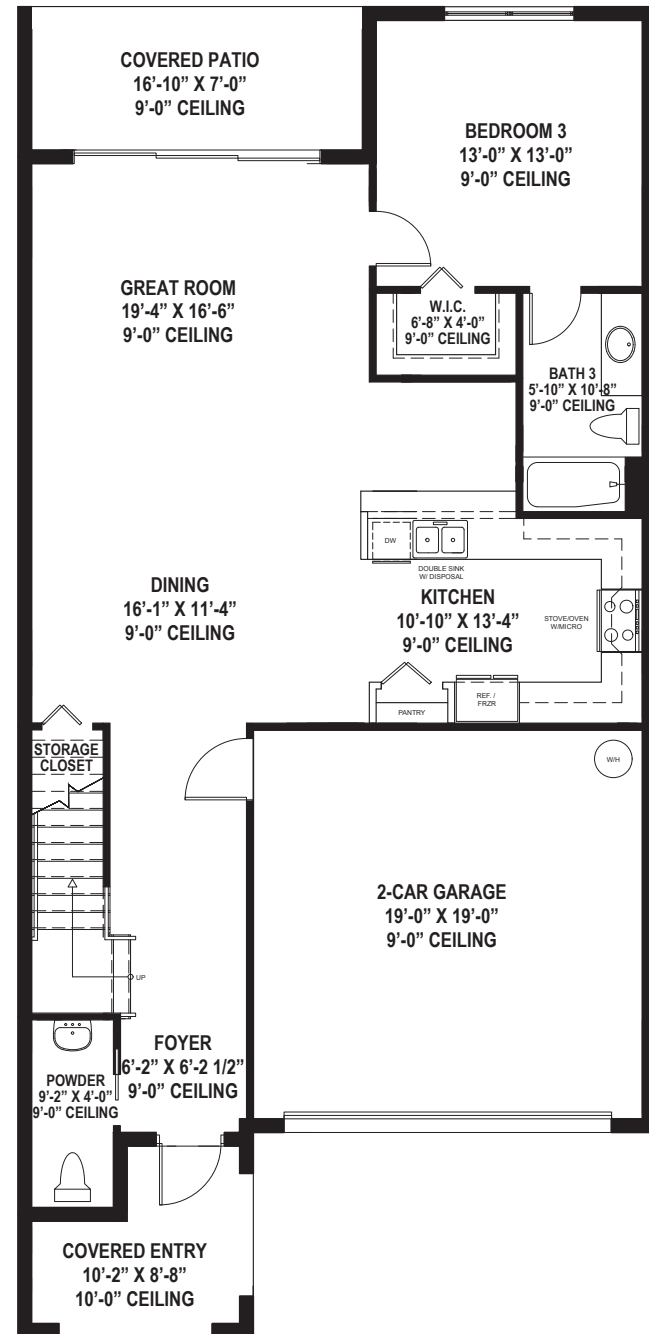 COVERED PATIO
16’-10” X 7’-0”
9’-0” CEILING
BEDROOM 3
13’-0” X 13’-0”
9’-0” CEILING
GREAT ROOM
19’-4” X 16’-6”
9’-0” CEILING
W.I.C.
6’-8” X 4’-0”
9’-0” CEILING
BATH 3
5’-10” X 10’-8”
9’-0” CEILING
DW
DOUBLE SINK
W/ DISPOSAL
DINING
16’-1” X 11’-4”
9’-0” CEILING
KITCHEN
10’-10” X 13’-4”
9’-0” CEILING
STOVE/OVEN
W/MICRO
PANTRY
REF. /
FRZR
STORAGE
CLOSET
W/H
2-CAR GARAGE
19’-0” X 19’-0”
9’-0” CEILING
UP
FOYER
6’-2” X 6’-2 1/2”
9’-0” CEILING
POWDER
9’-2” X 4’-0”
9’-0” CEILING
COVERED ENTRY
10’-2” X 8’-8”
10’-0” CEILING